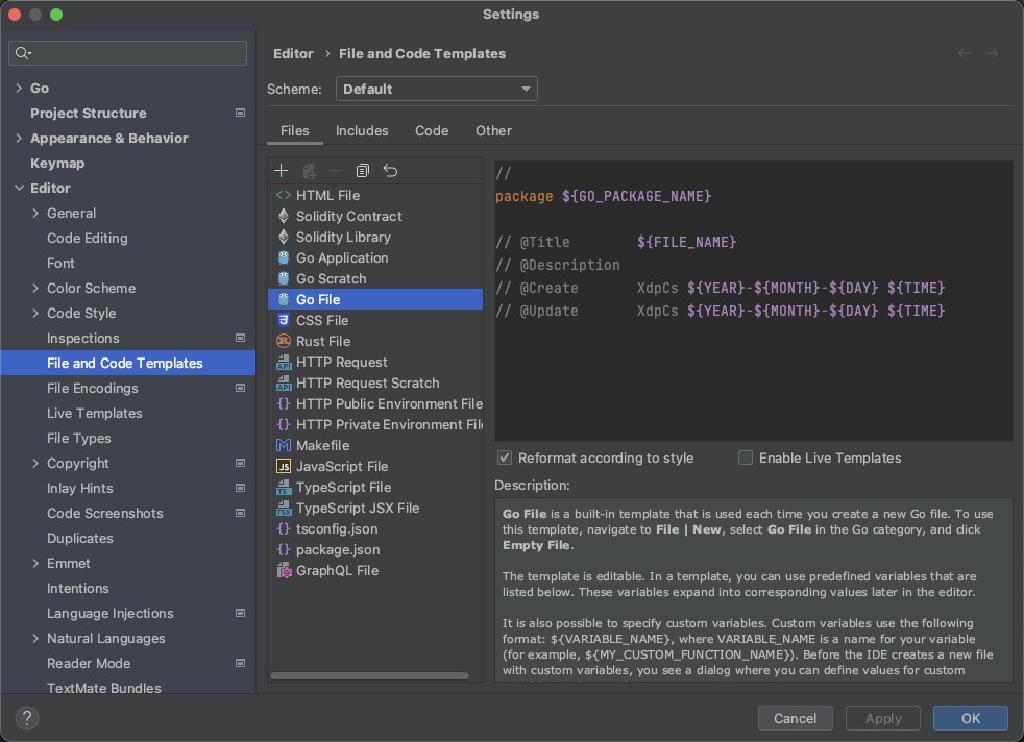 Settings
Go
Project Structure
Appearance & Behavior
Keymap
Editor
General
Code Editing
Font
Color Scheme
Code Style
Inspections
File and Code Templates
File Encodings
Live Templates
File Types
Copyright
Inlay Hints
Code Screenshots
Duplicates
Emmet
Intentions
Language Injections
Natural Languages
Reader Mode
TextMate Bundles
Editor › File and Code Templates
Scheme: Default
Files Includes Code Other
HTML File
Solidity Contract
Solidity Library
Go Application
Go Scratch
Go File
CSS File
Rust File
HTTP Request
HTTP Request Scratch
HTTP Public Environment File
HTTP Private Environment File
Makefile
JavaScript File
TypeScript File
TypeScript JSX File
tsconfig.json
package.json
GraphQL File
//
package ${GO_PACKAGE_NAME}
// @Title ${FILE_NAME}
// @Description
// @Create XdpCs ${YEAR}-${MONTH}-${DAY} ${TIME}
// @Update XdpCs ${YEAR}-${MONTH}-${DAY} ${TIME}
Reformat according to style Enable Live Templates
Description:
Go File is a built-in template that is used each time you create a new Go file. To use
this template, navigate to File | New, select Go File in the Go category, and click
Empty File.
The template is editable. In a template, you can use predefined variables that are
listed below. These variables expand into corresponding values later in the editor.
It is also possible to specify custom variables. Custom variables use the following
format: ${VARIABLE_NAME}, where VARIABLE_NAME is a name for your variable
(for example, ${MY_CUSTOM_FUNCTION_NAME}). Before the IDE creates a new file
with custom variables, you see a dialog where you can define values for custom
? Cancel Apply OK